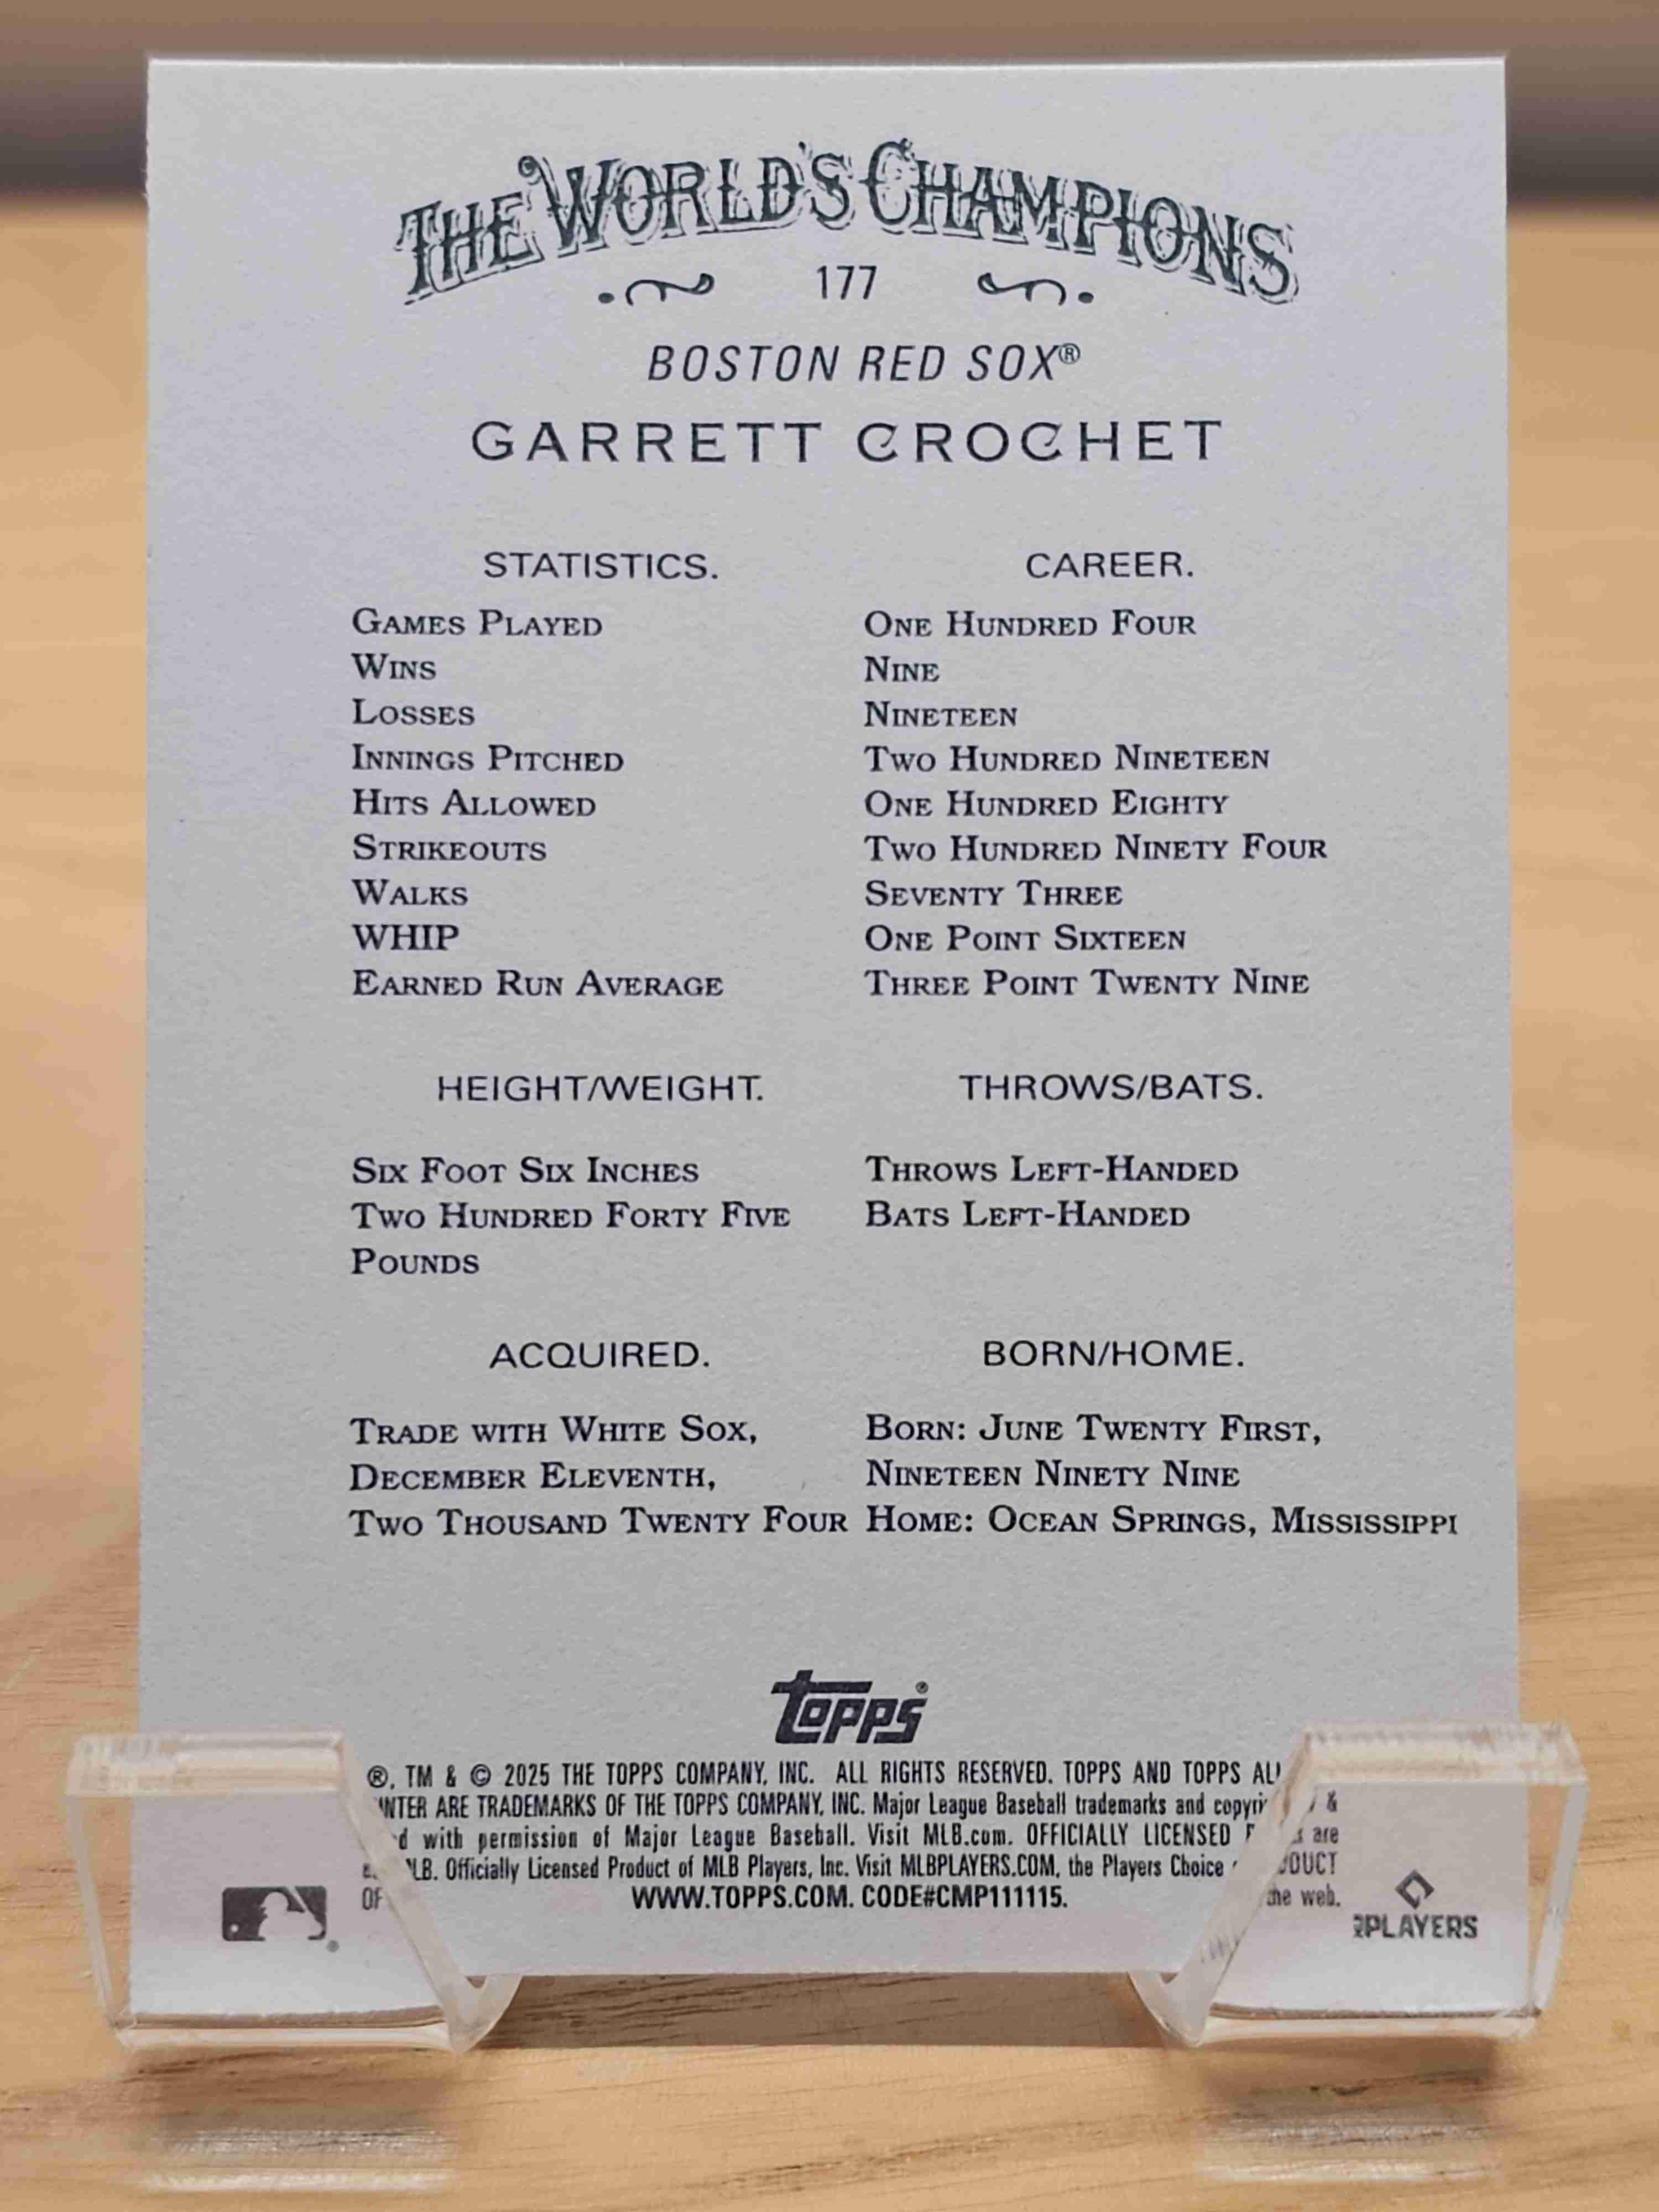 THE WORLD'S CHAMPIONS
177
BOSTON RED SOX®
GARRETT CROCHET
STATISTICS. CAREER.
GAMES PLAYED ONE HUNDRED FOUR
WINS NINE
LOSSES NINETEEN
INNINGS PITCHED TWO HUNDRED NINETEEN
HITS ALLOWED ONE HUNDRED EIGHTY
STRIKEOUTS TWO HUNDRED NINETY FOUR
WALKS SEVENTY THREE
WHIP ONE POINT SIXTEEN
EARNED RUN AVERAGE THREE POINT TWENTY NINE
HEIGHT/WEIGHT. THROWS/BATS.
SIX FOOT SIX INCHES THROWS LEFT-HANDED
TWO HUNDRED FORTY FIVE BATS LEFT-HANDED
POUNDS
ACQUIRED. BORN/HOME.
TRADE WITH WHITE SOX, BORN: JUNE TWENTY FIRST,
DECEMBER ELEVENTH, NINETEEN NINETY NINE
TWO THOUSAND TWENTY FOUR HOME: OCEAN SPRINGS, MISSISSIPPI
topps®
®, TM & © 2025 THE TOPPS COMPANY, INC. ALL RIGHTS RESERVED. TOPPS AND TOPPS
ARE TRADEMARKS OF THE TOPPS COMPANY, INC. Major League Baseball trademarks and &
with permission of Major League Baseball. Visit MLB.com. OFFICIALLY LICENSED are
Officially Licensed Product of MLB Players, Inc. Visit MLBPLAYERS.COM, the Players Choice
OF WWW.TOPPS.COM. CODE#CMP111115. web.
PLAYERS